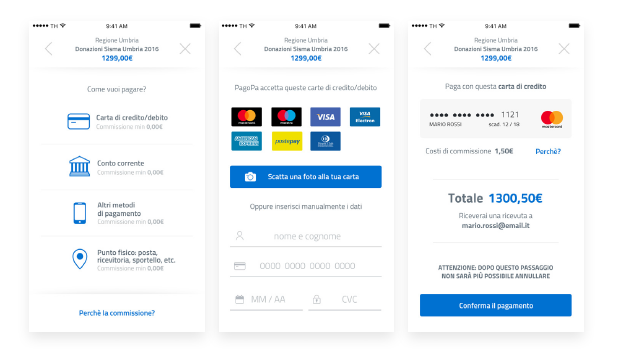 TH 9:41 AM
Regione Umbria
Donazioni Sisma Umbria 2016
1299,00€
Come vuoi pagare?
Carta di credito/debito
Commissione min 0,00€
Conto corrente
Commissione min 0,00€
Altri metodi
di pagamento
Commissione min 0,00€
Punto fisico: posta,
ricevitoria, sportello, etc.
Commissione min 0,00€
Perchè la commissione?
TH 9:41 AM
Regione Umbria
Donazioni Sisma Umbria 2016
1299,00€
PagoPa accetta queste carte di credito/debito
VISA
VISA
Electron
postepay
Scatta una foto alla tua carta
Oppure inserisci manualmente i dati
nome e cognome
0000 0000 0000 0000
MM / AA CVC
TH 9:41 AM
Regione Umbria
Donazioni Sisma Umbria 2016
1299,00€
Paga con questa carta di credito
•••• •••• •••• 1121
MARIO ROSSI scad. 12 / 18
Costi di commissione 1,50€ Perchè?
Totale 1300,50€
Riceverai una ricevuta a
mario.rossi@email.it
ATTENZIONE: DOPO QUESTO PASSAGGIO
NON SARÀ PIÙ POSSIBILE ANNULLARE
Conferma il pagamento